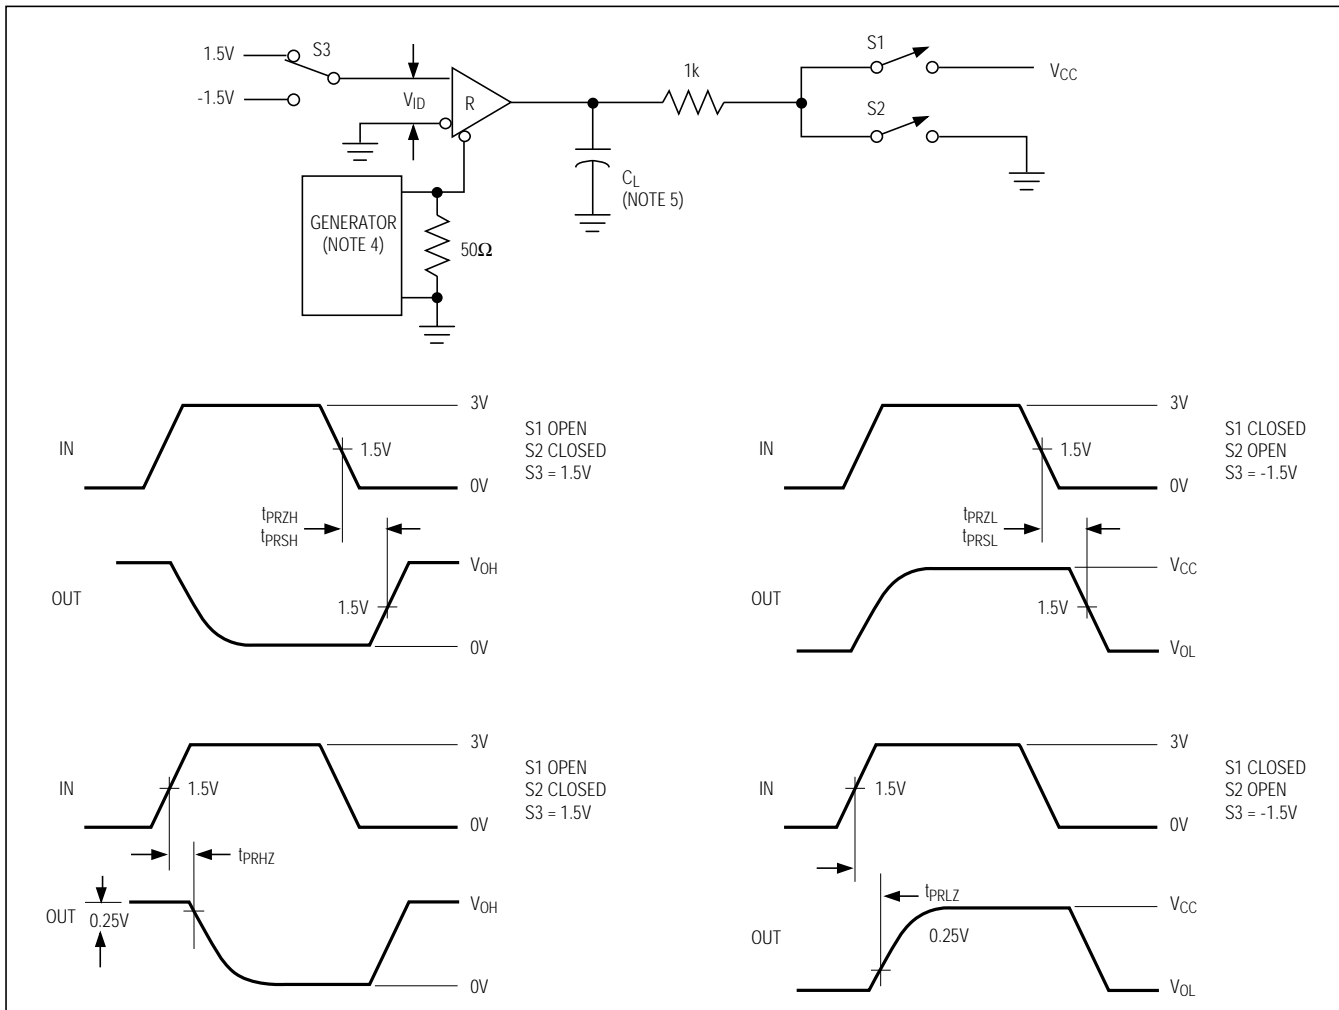 1.5V
S3
-1.5V
V_ID
R
1k
S1
V_CC
S2
C_L
(NOTE 5)
GENERATOR
(NOTE 4)
50Ω
IN
3V
1.5V
0V
S1 OPEN
S2 CLOSED
S3 = 1.5V
t_PRZH
t_PRSH
OUT
V_OH
1.5V
0V
IN
3V
1.5V
0V
S1 CLOSED
S2 OPEN
S3 = -1.5V
t_PRZL
t_PRSL
OUT
V_CC
1.5V
V_OL
IN
3V
1.5V
0V
S1 OPEN
S2 CLOSED
S3 = 1.5V
t_PRHZ
OUT
0.25V
V_OH
0V
IN
3V
1.5V
0V
S1 CLOSED
S2 OPEN
S3 = -1.5V
t_PRLZ
OUT
V_CC
0.25V
V_OL